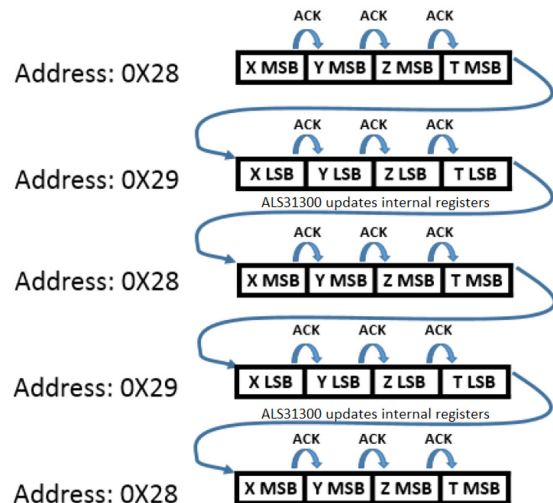 ACK ACK ACK
Address: 0X28 X MSB Y MSB Z MSB T MSB
ACK ACK ACK
Address: 0X29 X LSB Y LSB Z LSB T LSB
ALS31300 updates internal registers
ACK ACK ACK
Address: 0X28 X MSB Y MSB Z MSB T MSB
ACK ACK ACK
Address: 0X29 X LSB Y LSB Z LSB T LSB
ALS31300 updates internal registers
ACK ACK ACK
Address: 0X28 X MSB Y MSB Z MSB T MSB